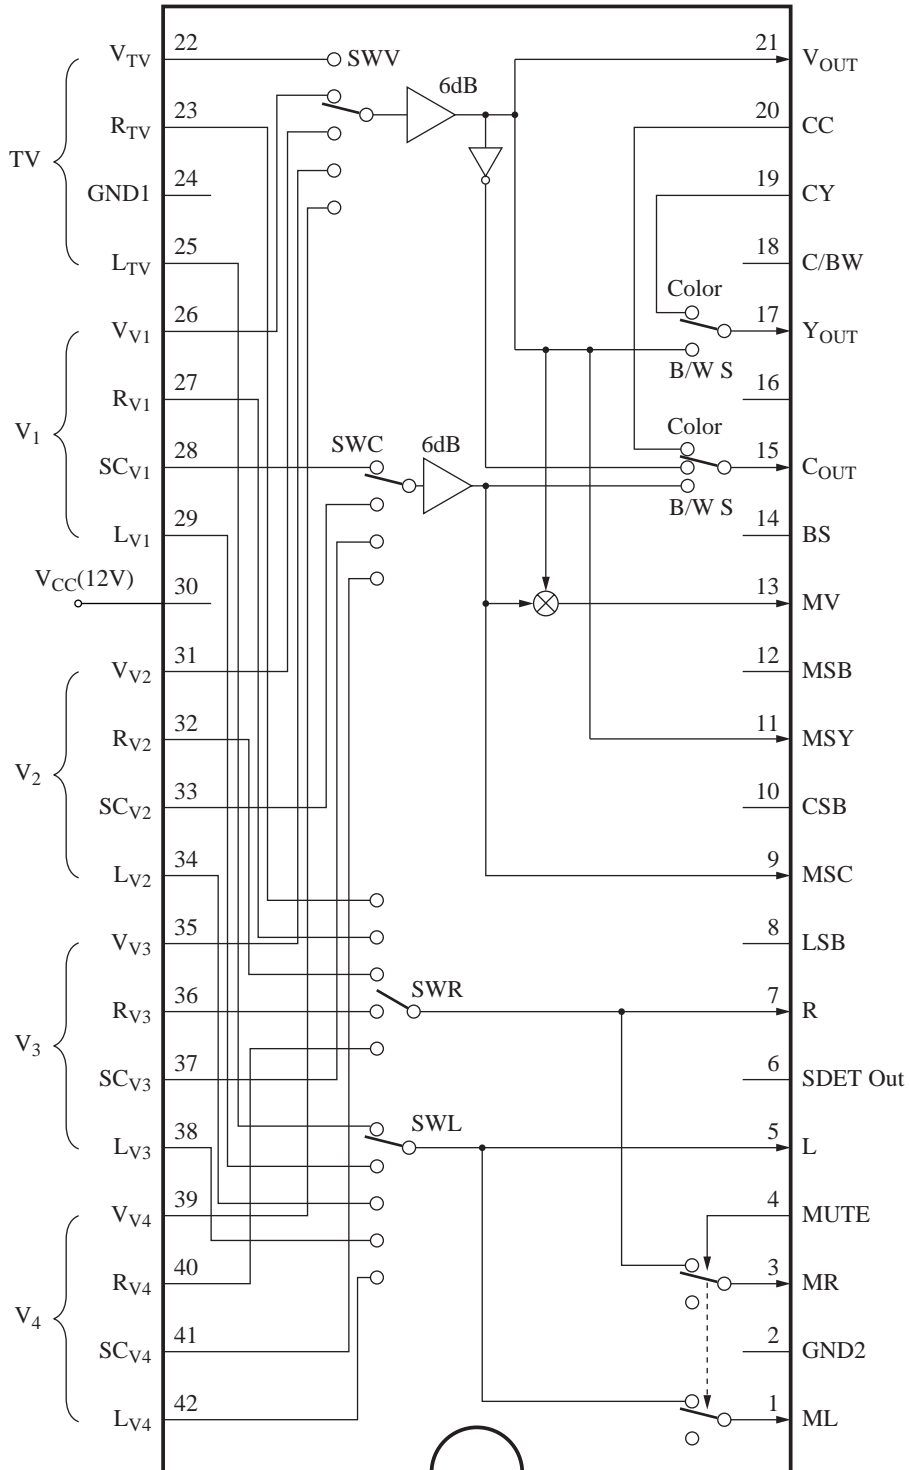 V_TV 22 SWV 21 V_OUT
6dB
R_TV 23 20 CC
TV
GND1 24 19 CY
L_TV 25 18 C/BW
Color
V_V1 26 17 Y_OUT
B/W S
R_V1 27 16
V_1
Color
SC_V1 28 SWC 6dB 15 C_OUT
B/W S
L_V1 29 14 BS
V_CC(12V) 30 13 MV
V_V2 31 12 MSB
R_V2 32 11 MSY
V_2
SC_V2 33 10 CSB
L_V2 34 9 MSC
V_V3 35 8 LSB
R_V3 36 SWR 7 R
V_3
SC_V3 37 6 SDET Out
L_V3 38 SWL 5 L
V_V4 39 4 MUTE
R_V4 40 3 MR
V_4
SC_V4 41 2 GND2
L_V4 42 1 ML